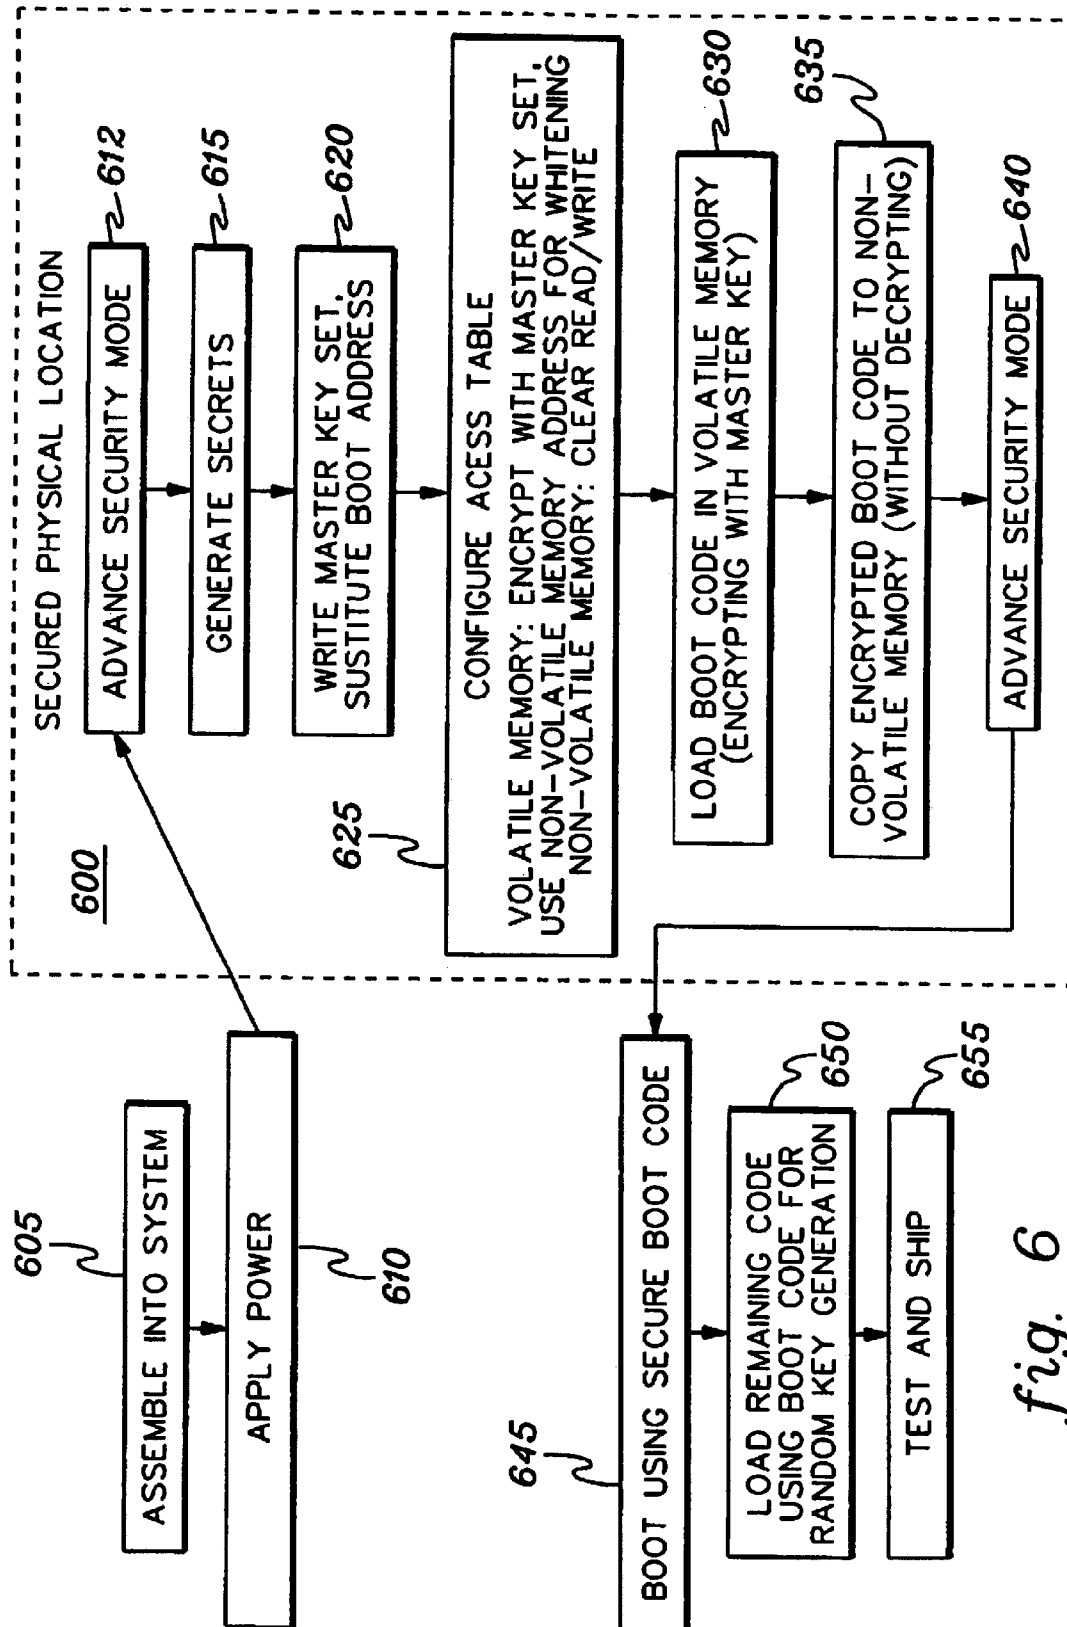 605
ASSEMBLE INTO SYSTEM
APPLY POWER
610
600
SECURED PHYSICAL LOCATION
ADVANCE SECURITY MODE
612
GENERATE SECRETS
615
WRITE MASTER KEY SET,
SUSTITUTE BOOT ADDRESS
620
625
CONFIGURE ACESS TABLE
VOLATILE MEMORY: ENCRYPT WITH MASTER KEY SET,
USE NON-VOLATILE MEMORY ADDRESS FOR WHITENING
NON-VOLATILE MEMORY: CLEAR READ/WRITE
LOAD BOOT CODE IN VOLATILE MEMORY
(ENCRYPTING WITH MASTER KEY)
630
COPY ENCRYPTED BOOT CODE TO NON-
VOLATILE MEMORY (WITHOUT DECRYPTING)
635
ADVANCE SECURITY MODE
640
645
BOOT USING SECURE BOOT CODE
LOAD REMAINING CODE
USING BOOT CODE FOR
RANDOM KEY GENERATION
650
TEST AND SHIP
655
fig. 6